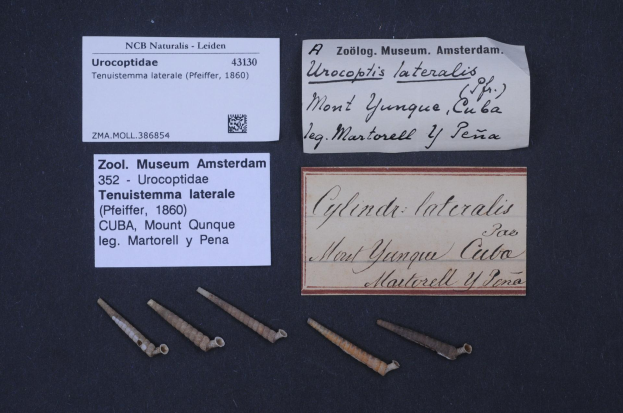 NCB Naturalis - Leiden
Urocoptidae 43130
Tenuistemma laterale (Pfeiffer, 1860)
ZMA.MOLL.386854
A Zoölog. Museum. Amsterdam.
Urocoptis lateralis
(Pfr.)
Mont Yunque, Cuba
leg. Martorell Y Peña
Zool. Museum Amsterdam
352 - Urocoptidae
Tenuistemma laterale
(Pfeiffer, 1860)
CUBA, Mount Qunque
leg. Martorell y Pena
Cylindr: lateralis
Mont Yunque Cuba
Martorell Y Peña